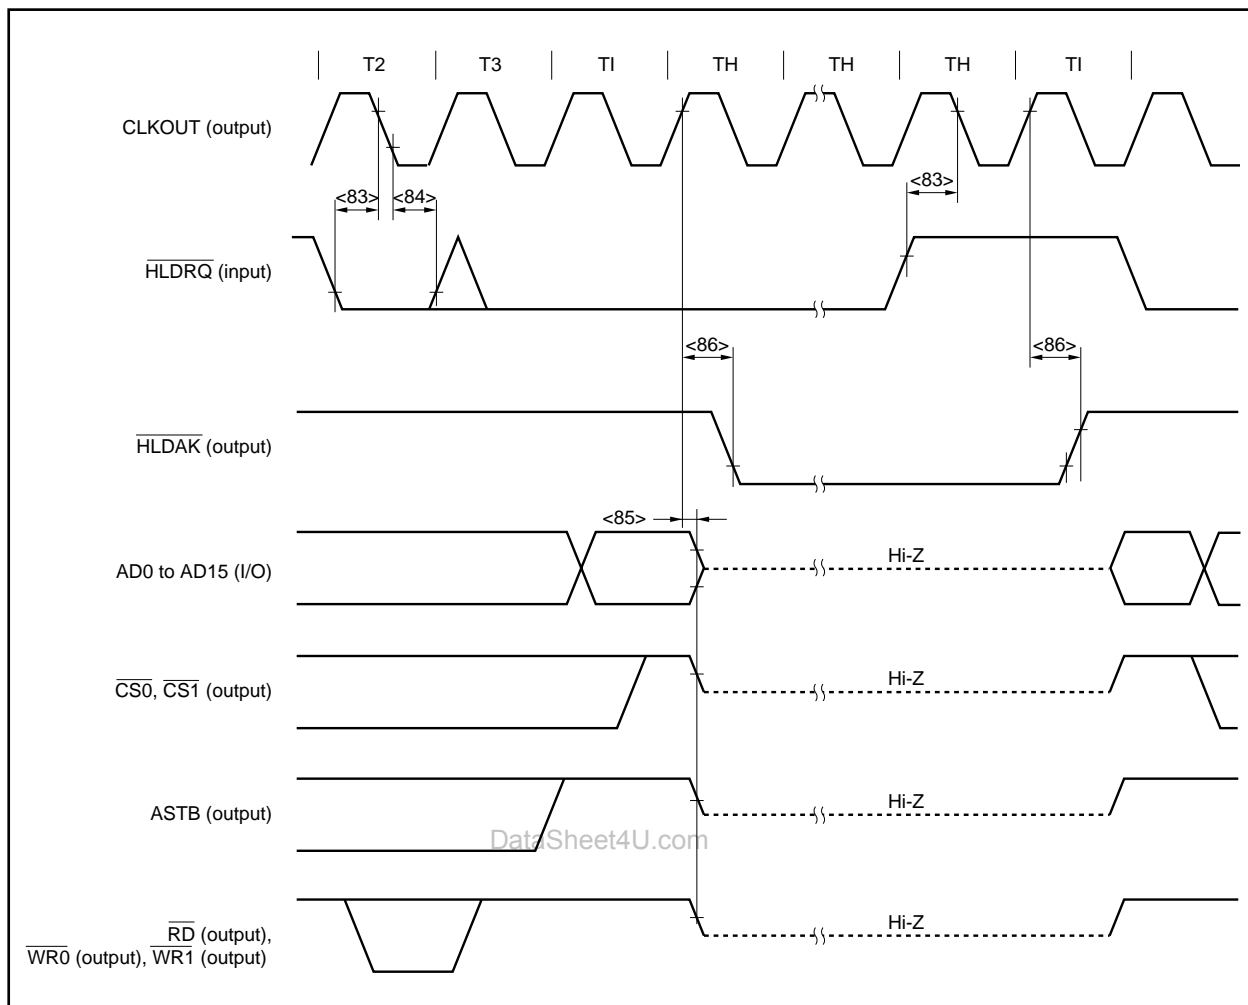 T2 T3 TI TH TH TH TI
CLKOUT (output)
<83> <84> <83>
HLDRQ (input)
<86> <86>
HLDAK (output)
<85>
Hi-Z
AD0 to AD15 (I/O)
Hi-Z
CS0, CS1 (output)
Hi-Z
ASTB (output)
DataSheet4U.com
Hi-Z
RD (output),
WR0 (output), WR1 (output)